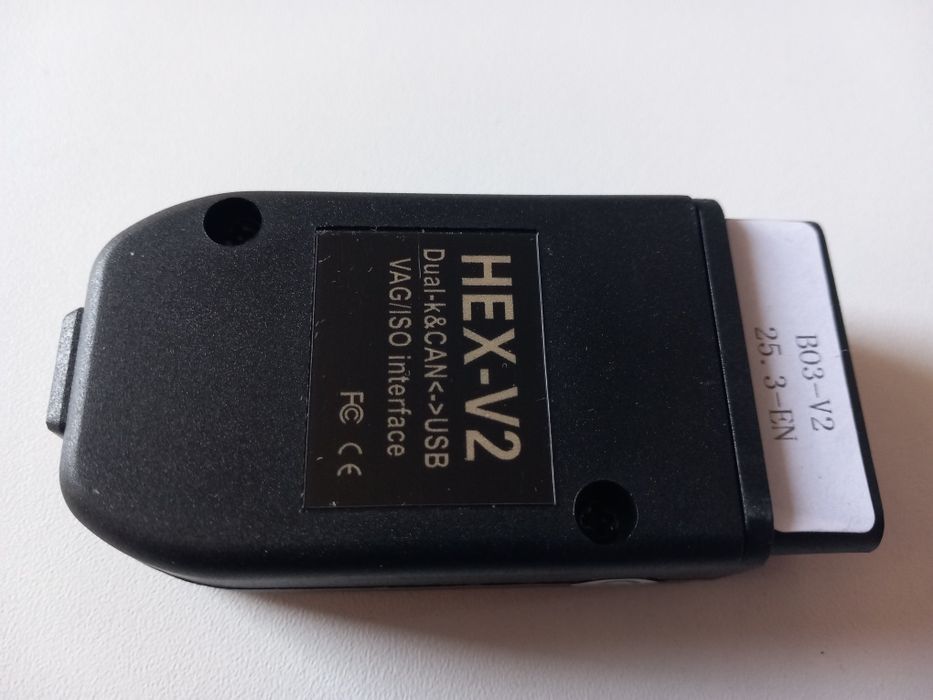 HEX-V2
Dual-k&CAN<->USB
VAG/ISO interface
FC CE
B03-V2
25.3-EN